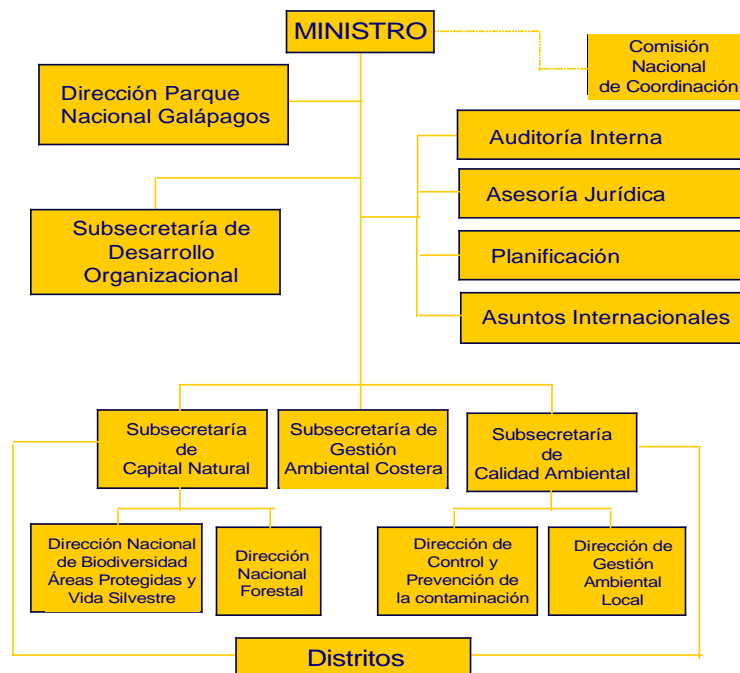 MINISTRO
Comisión
Nacional
de Coordinación
Dirección Parque
Nacional Galápagos
Auditoría Interna
Asesoría Jurídica
Subsecretaría de
Desarrollo
Organizacional
Planificación
Asuntos Internacionales
Subsecretaría
de
Capital Natural
Subsecretaría de
Gestión
Ambiental Costera
Subsecretaría
de
Calidad Ambiental
Dirección Nacional
de Biodiversidad
Áreas Protegidas y
Vida Silvestre
Dirección
Nacional
Forestal
Dirección de
Control y
Prevención de
la contaminación
Dirección de
Gestión
Ambiental
Local
Distritos